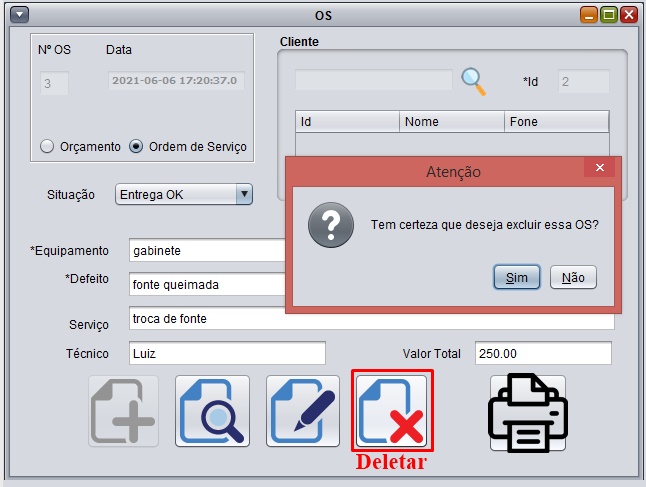 OS
Nº OS
Data
3
2021-06-06 17:20:37.0
Orçamento
Ordem de Serviço
Cliente
*Id
2
Id
Nome
Fone
Situação
Entrega OK
Atenção
Tem certeza que deseja excluir essa OS?
Sim
Não
*Equipamento
gabinete
*Defeito
fonte queimada
Serviço
troca de fonte
Técnico
Luiz
Valor Total
250.00
Deletar